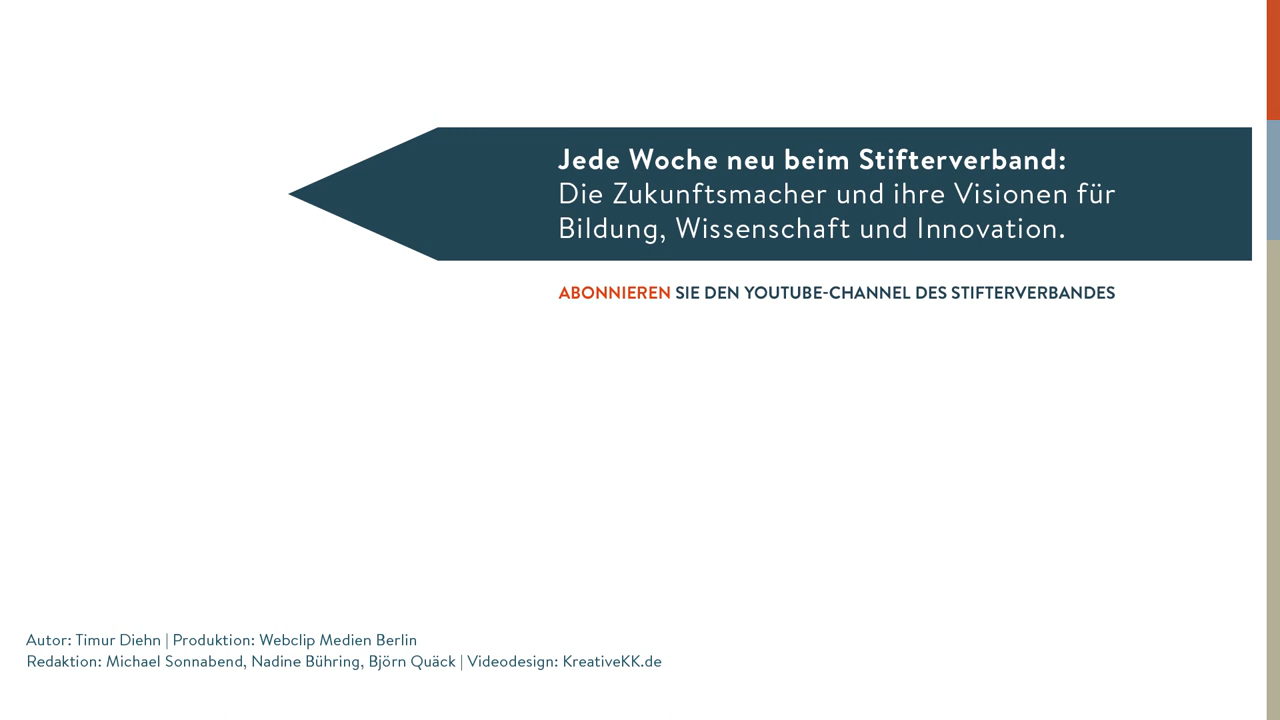 Jede Woche neu beim Stifterverband:
Die Zukunftsmacher und ihre Visionen für
Bildung, Wissenschaft und Innovation.
ABONNIEREN SIE DEN YOUTUBE-CHANNEL DES STIFTERVERBANDES
Autor: Timur Diehn | Produktion: Webclip Medien Berlin
Redaktion: Michael Sonnabend, Nadine Bühring, Björn Quäck | Videodesign: KreativeKK.de